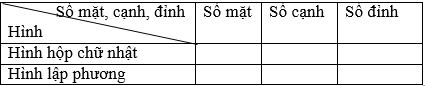 Số mặt, cạnh, đỉnh
Số mặt
Số cạnh
Số đỉnh
Hình
Hình hộp chữ nhật
Hình lập phương